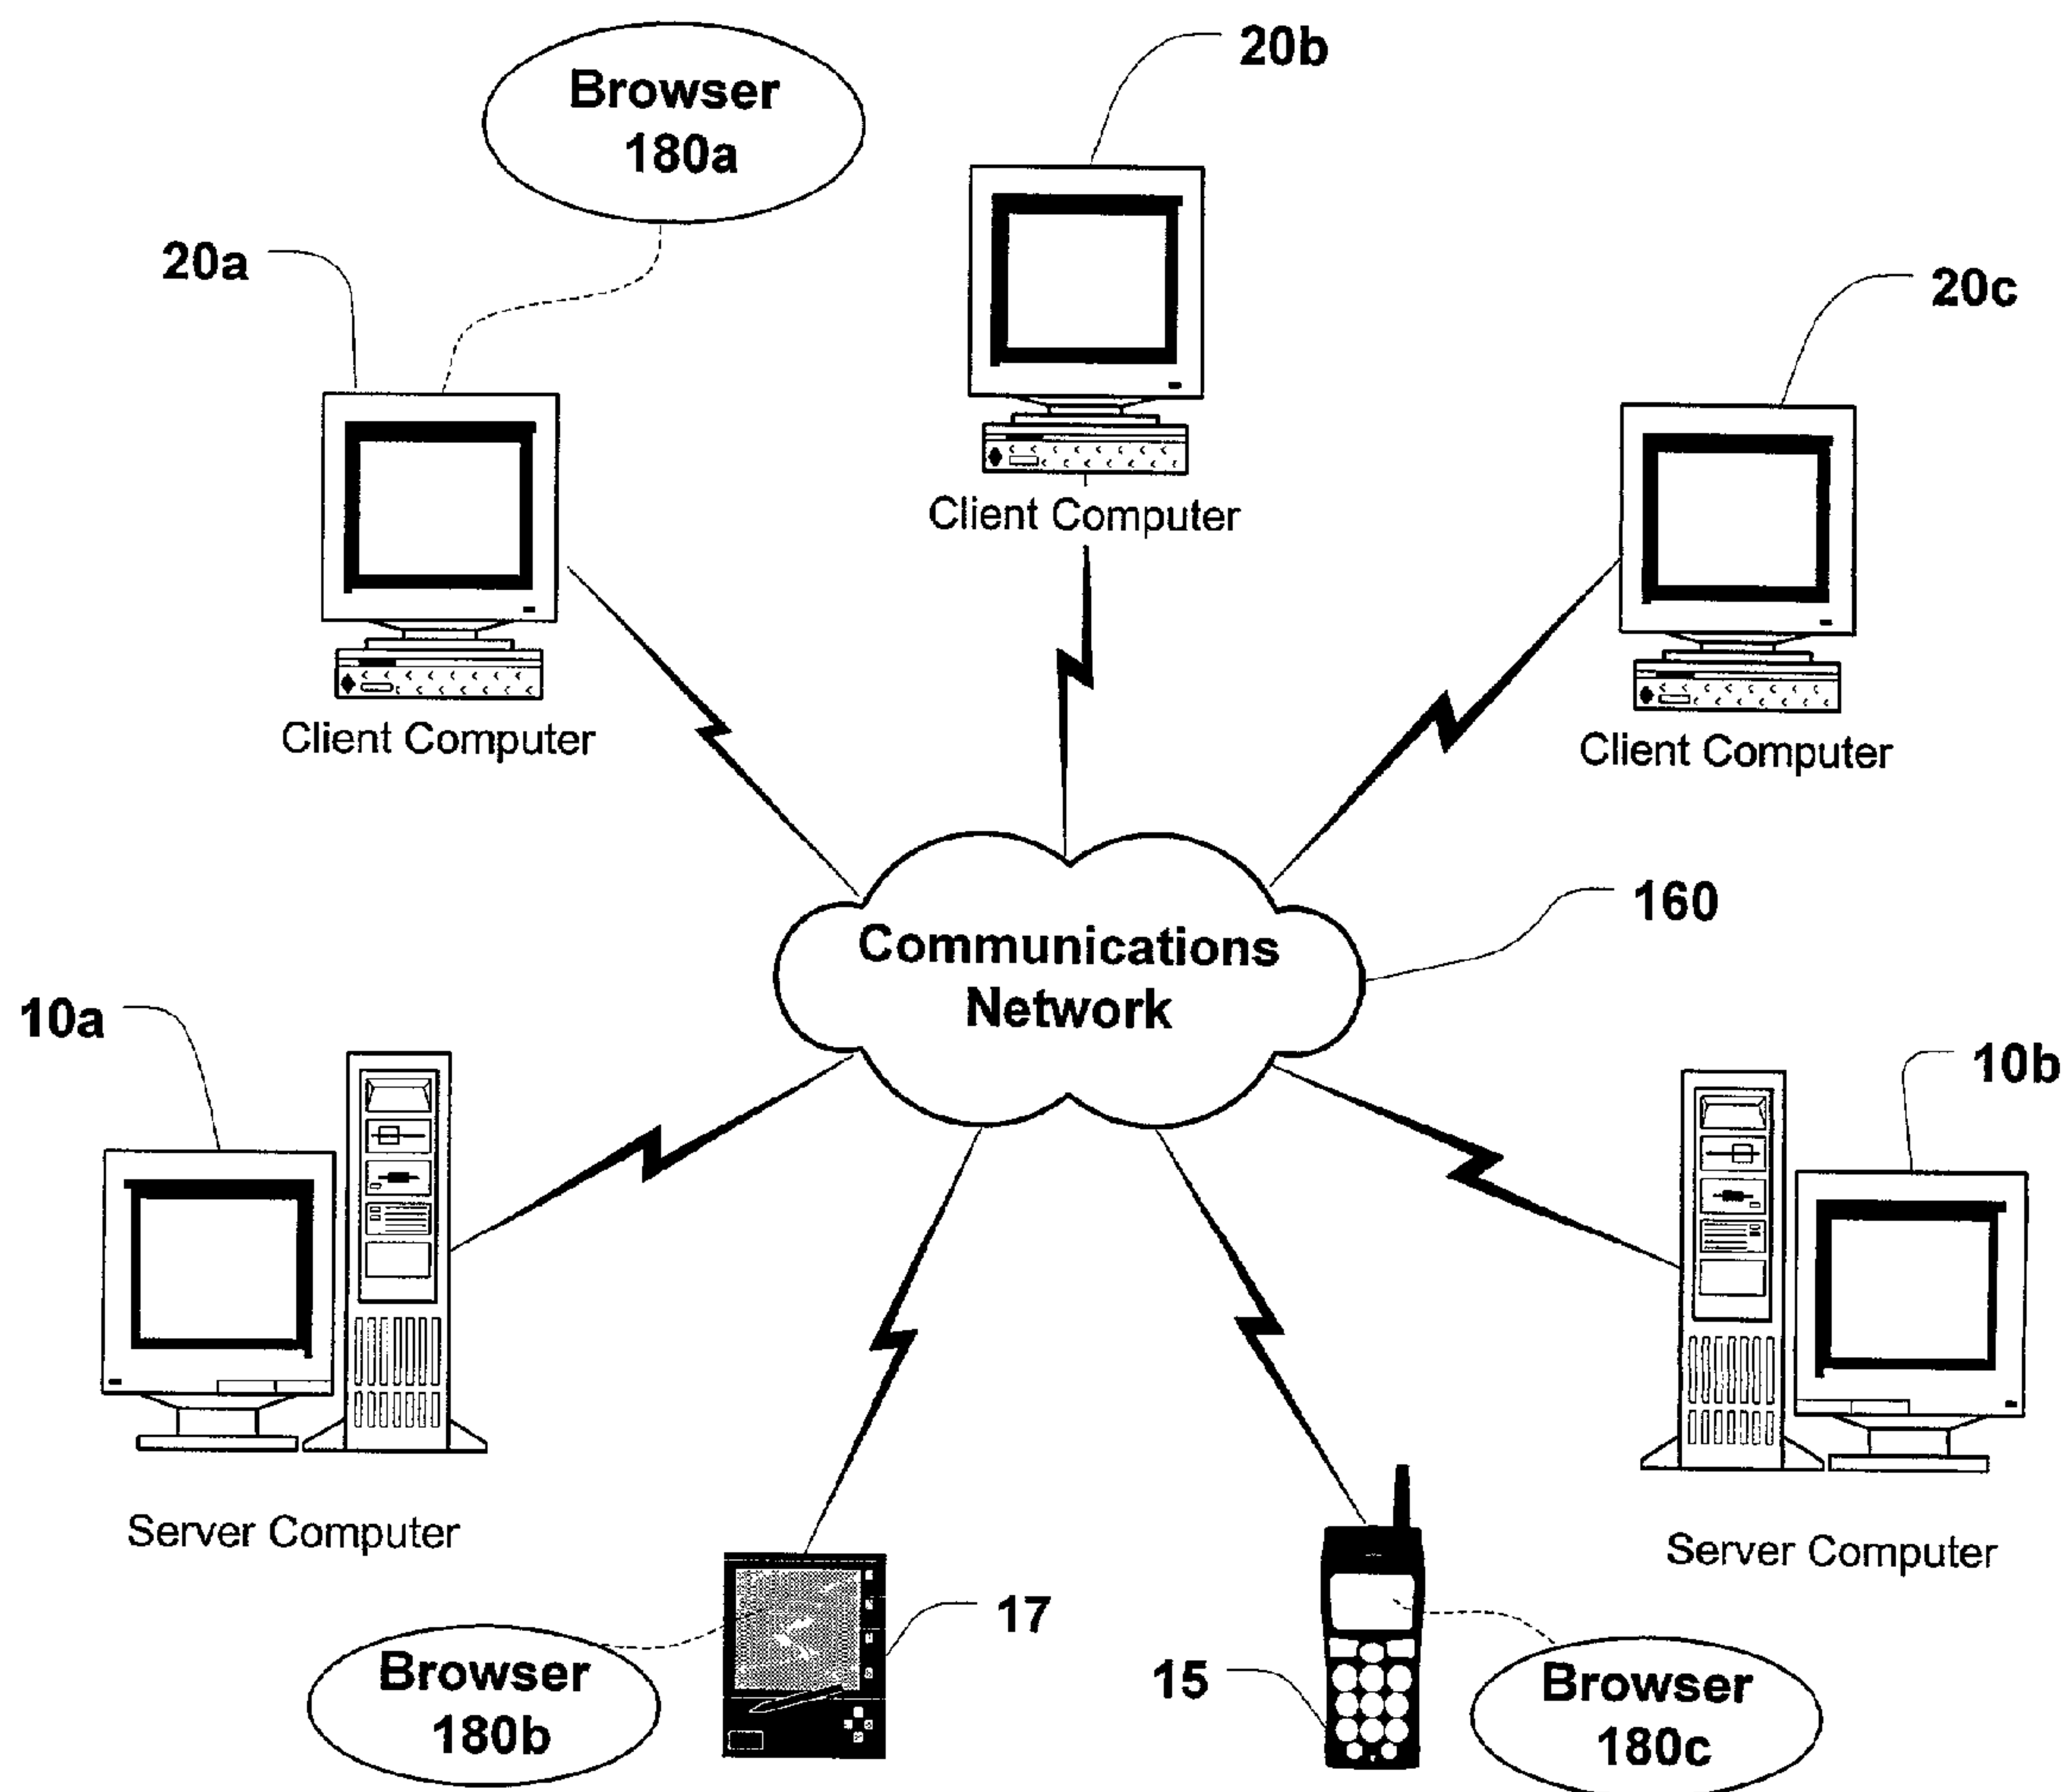 Browser
180a
20b
20a
20c
Client Computer
Client Computer
Client Computer
160
Communications
Network
10a
10b
Server Computer
Server Computer
17
15
Browser
180b
Browser
180c